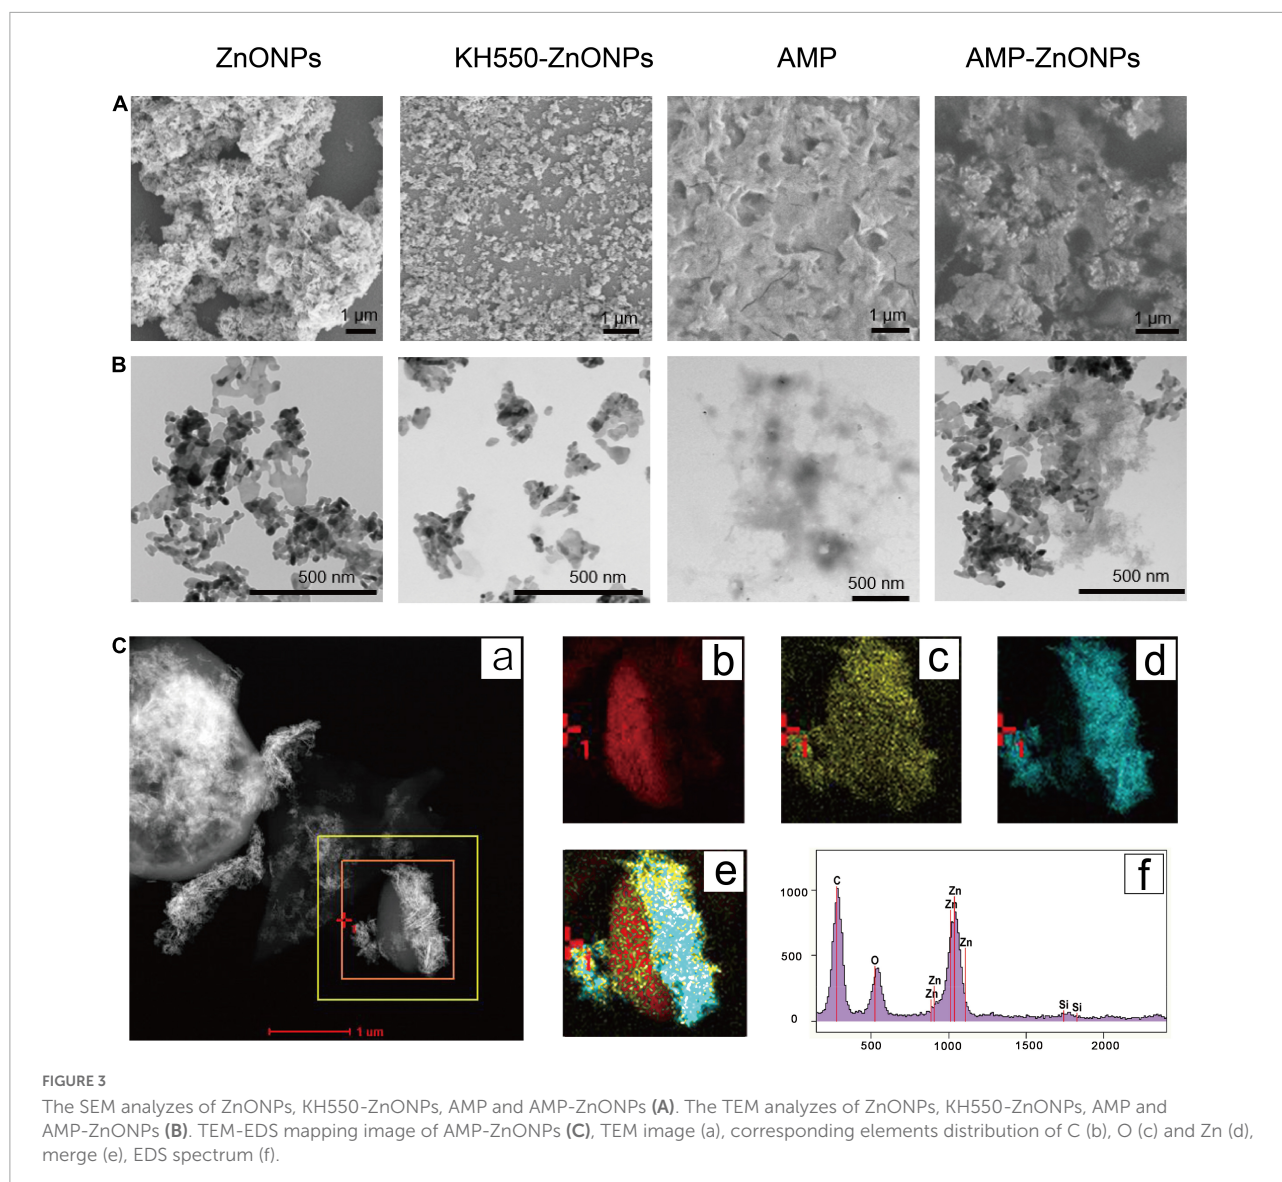 ZnONPs KH550-ZnONPs AMP AMP-ZnONPs
A
1 µm 1 µm 1 µm 1 µm
B
500 nm 500 nm 500 nm 500 nm
C
a b c d
1 1 1 1
1 um
e f
1
1000
500
0
C O Zn Zn Zn Zn Zn Si Si
500 1000 1500 2000
FIGURE 3
The SEM analyzes of ZnONPs, KH550-ZnONPs, AMP and AMP-ZnONPs (A). The TEM analyzes of ZnONPs, KH550-ZnONPs, AMP and
AMP-ZnONPs (B). TEM-EDS mapping image of AMP-ZnONPs (C), TEM image (a), corresponding elements distribution of C (b), O (c) and Zn (d),
merge (e), EDS spectrum (f).